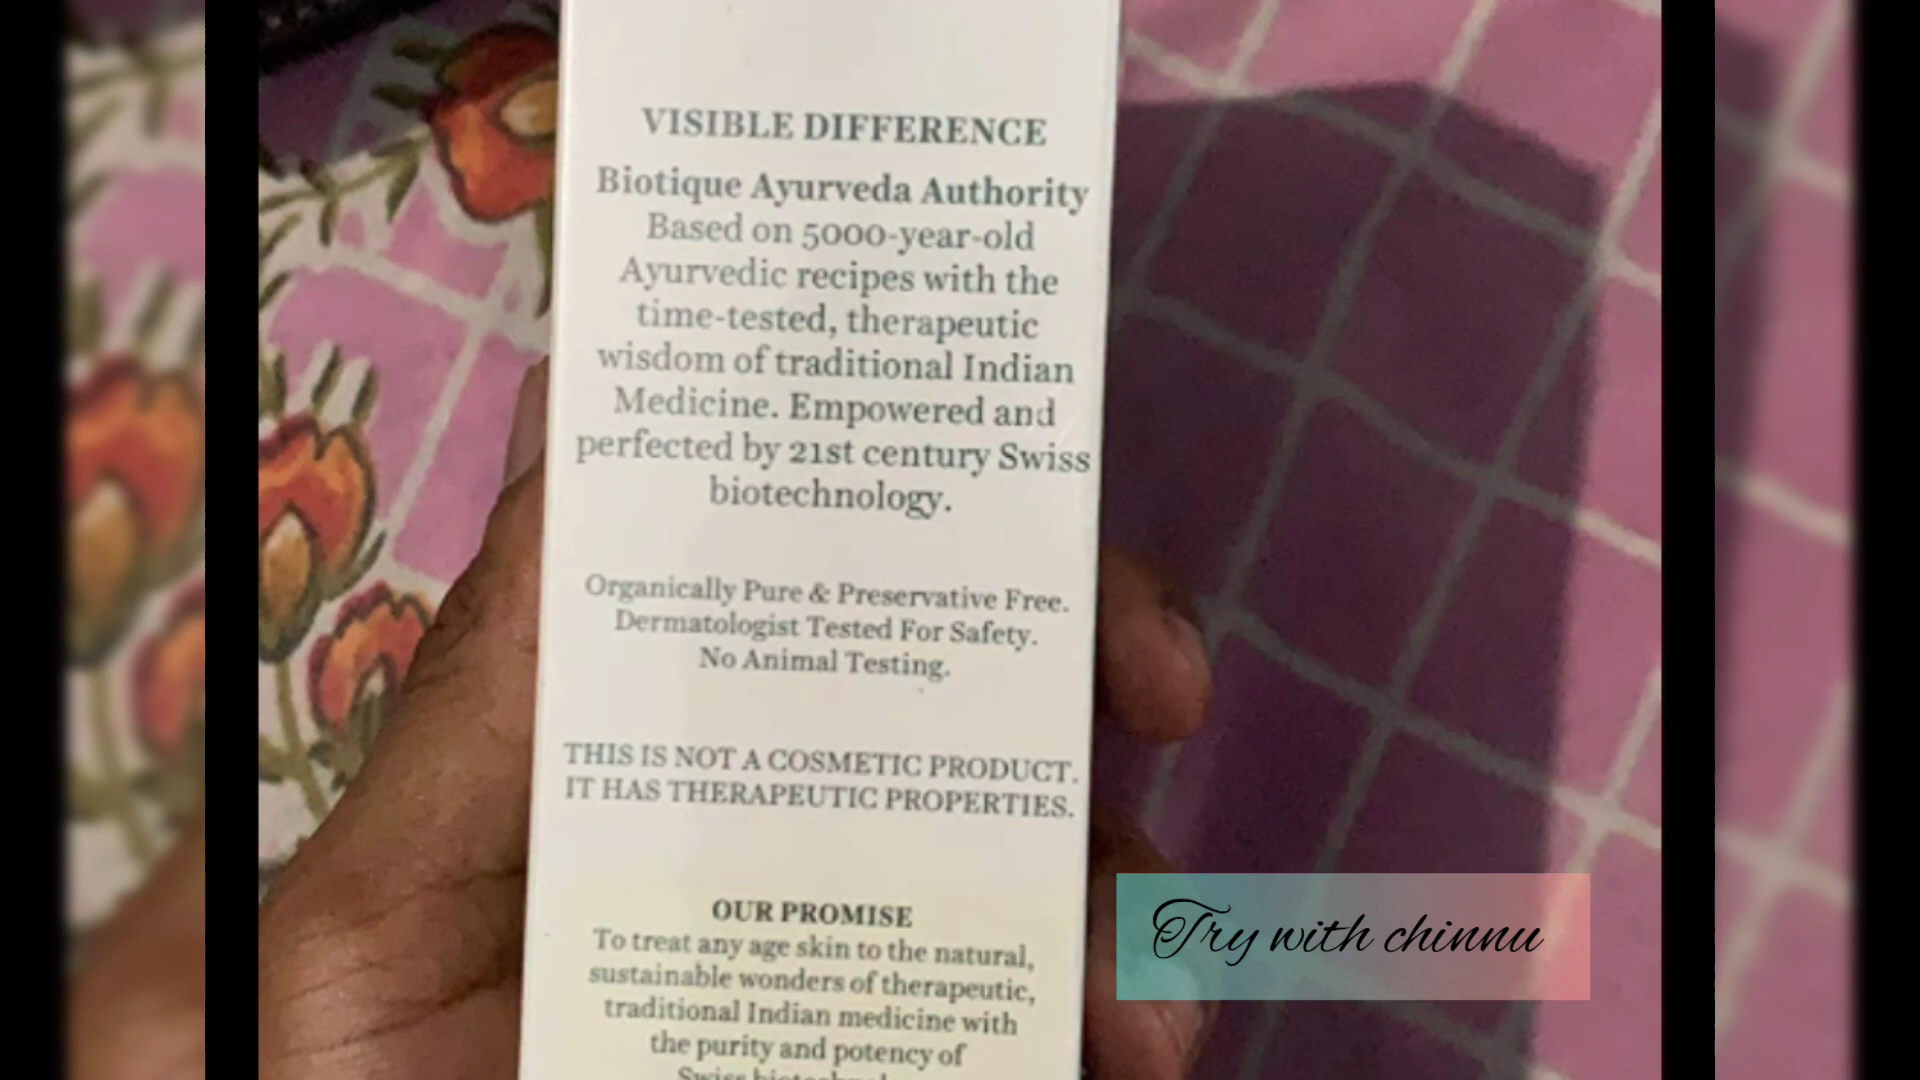 VISIBLE DIFFERENCE
Biotique Ayurveda Authority
Based on 5000-year-old
Ayurvedic recipes with the
time-tested, therapeutic
wisdom of traditional Indian
Medicine. Empowered and
perfected by 21st century Swiss
biotechnology.
Organically Pure & Preservative Free.
Dermatologist Tested For Safety.
No Animal Testing.
THIS IS NOT A COSMETIC PRODUCT.
IT HAS THERAPEUTIC PROPERTIES.
OUR PROMISE
To treat any age skin to the natural,
sustainable wonders of therapeutic,
traditional Indian medicine with
the purity and potency of
Swiss
Try with chinnu